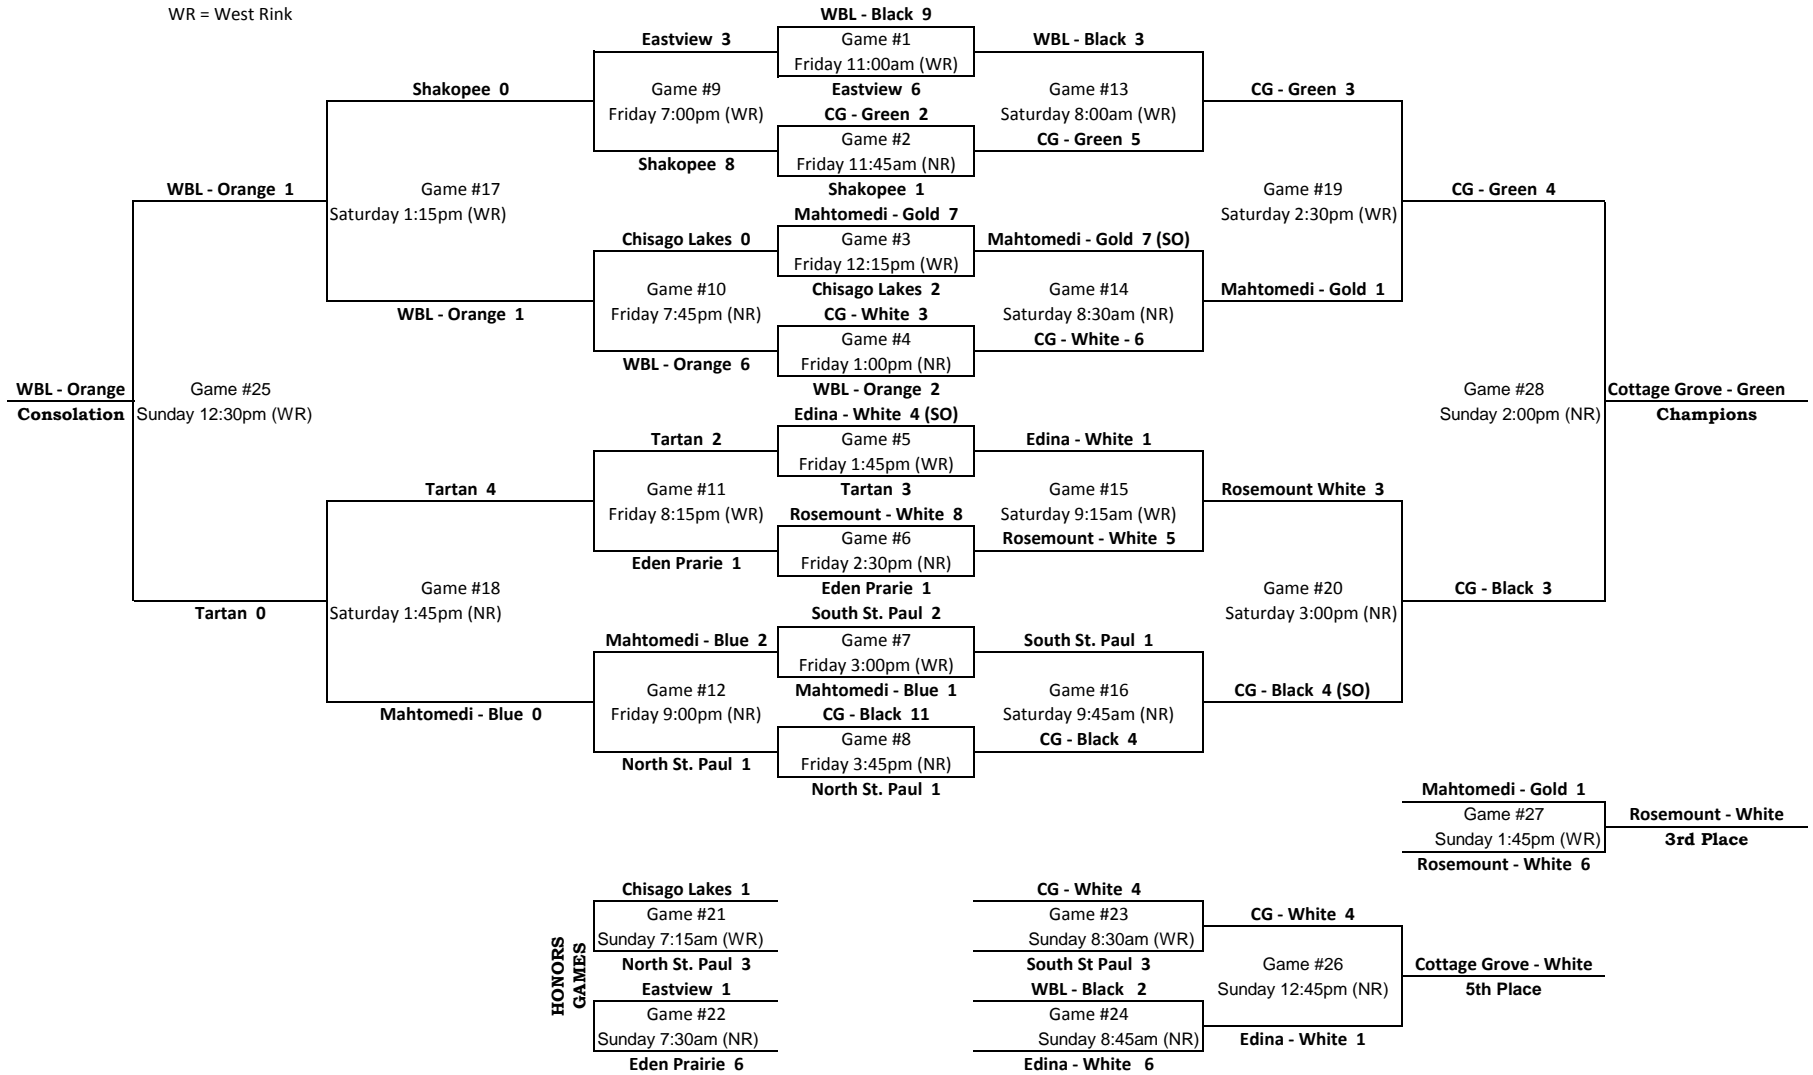 WR = West Rink
WBL - Black  9
Eastview  3
Game #1
WBL - Black  3
Friday 11:00am (WR)
Shakopee  0
Game #9
Eastview  6
Game #13
CG - Green  3
Friday 7:00pm (WR)
CG - Green  2
Saturday 8:00am (WR)
Game #2
CG - Green  5
Shakopee  8
Friday 11:45am (NR)
WBL - Orange  1
Game #17
Shakopee  1
Game #19
CG - Green  4
Saturday 1:15pm (WR)
Mahtomedi - Gold  7
Saturday 2:30pm (WR)
Chisago Lakes  0
Game #3
Mahtomedi - Gold  7 (SO)
Friday 12:15pm (WR)
Game #10
Chisago Lakes  2
Game #14
Mahtomedi - Gold  1
WBL - Orange  1
Friday 7:45pm (NR)
CG - White  3
Saturday 8:30am (NR)
Game #4
CG - White - 6
WBL - Orange  6
Friday 1:00pm (NR)
WBL - Orange
Game #25
WBL - Orange  2
Game #28
Cottage Grove - Green
Consolation
Sunday 12:30pm (WR)
Edina - White  4 (SO)
Sunday 2:00pm (NR)
Champions
Tartan  2
Game #5
Edina - White  1
Friday 1:45pm (WR)
Tartan  4
Game #11
Tartan  3
Game #15
Rosemount White  3
Friday 8:15pm (WR)
Rosemount - White  8
Saturday 9:15am (WR)
Game #6
Rosemount - White  5
Eden Prarie  1
Friday 2:30pm (NR)
Game #18
Eden Prarie  1
Game #20
CG - Black  3
Tartan  0
Saturday 1:45pm (NR)
South St. Paul  2
Saturday 3:00pm (NR)
Mahtomedi - Blue  2
Game #7
South St. Paul  1
Friday 3:00pm (WR)
Game #12
Mahtomedi - Blue  1
Game #16
CG - Black  4 (SO)
Mahtomedi - Blue  0
Friday 9:00pm (NR)
CG - Black  11
Saturday 9:45am (NR)
Game #8
CG - Black  4
North St. Paul  1
Friday 3:45pm (NR)
North St. Paul  1
Mahtomedi - Gold  1
Game #27
Rosemount - White
Sunday 1:45pm (WR)
3rd Place
Rosemount - White  6
HONORS
GAMES
Chisago Lakes  1
CG - White  4
Game #21
Game #23
CG - White  4
Sunday 7:15am (WR)
Sunday 8:30am (WR)
North St. Paul  3
South St Paul  3
Game #26
Cottage Grove - White
Eastview  1
WBL - Black   2
Sunday 12:45pm (NR)
5th Place
Game #22
Game #24
Sunday 7:30am (NR)
Sunday 8:45am (NR)
Edina - White  1
Eden Prairie  6
Edina - White  6